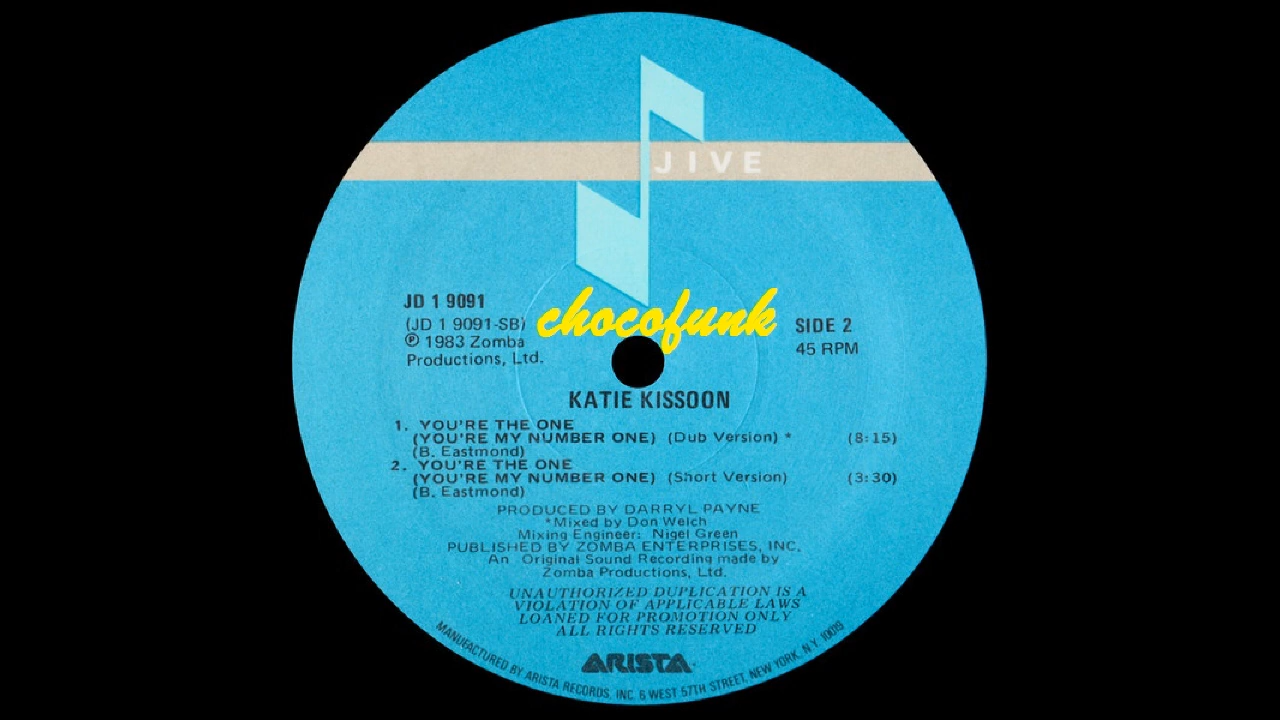 JIVE
JD 1 9091
(JD 1 9091-SB)
℗ 1983 Zomba
Productions, Ltd.
chocofunk
SIDE 2
45 RPM
KATIE KISSOON
1. YOU'RE THE ONE
(YOU'RE MY NUMBER ONE) (Dub Version) * (8:15)
(B. Eastmond)
2. YOU'RE THE ONE
(YOU'RE MY NUMBER ONE) (Short Version) (3:30)
(B. Eastmond)
PRODUCED BY DARRYL PAYNE
*Mixed by Don Welch
Mixing Engineer: Nigel Green
PUBLISHED BY ZOMBA ENTERPRISES, INC.
An Original Sound Recording made by
Zomba Productions, Ltd.
UNAUTHORIZED DUPLICATION IS A
VIOLATION OF APPLICABLE LAWS
LOANED FOR PROMOTION ONLY
ALL RIGHTS RESERVED
ARISTA
MANUFACTURED BY ARISTA RECORDS, INC. 6 WEST 57TH STREET, NEW YORK, N.Y. 10019